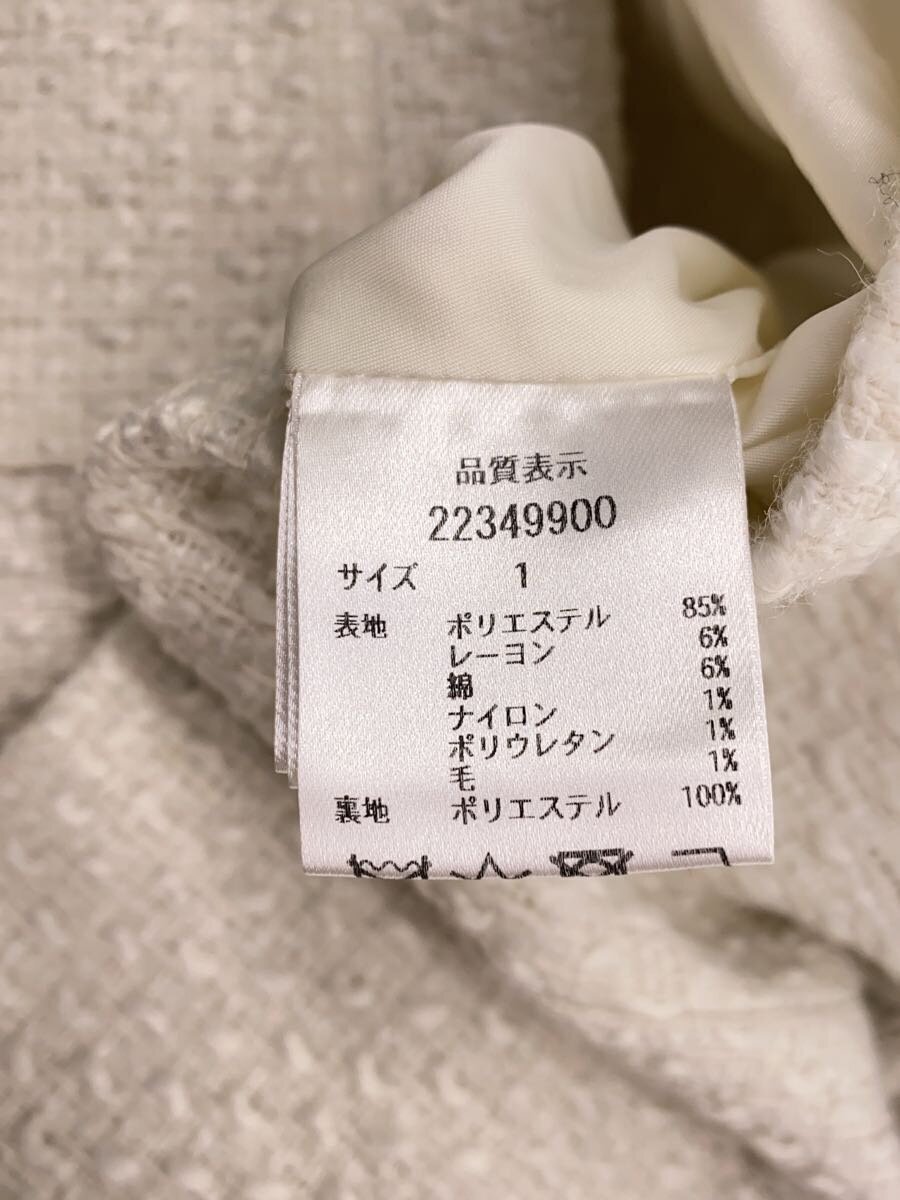 品質表示
22349900
サイズ 1
表地 ポリエステル 85%
レーヨン 6%
綿 6%
ナイロン 1%
ポリウレタン 1%
毛 1%
裏地 ポリエステル 100%